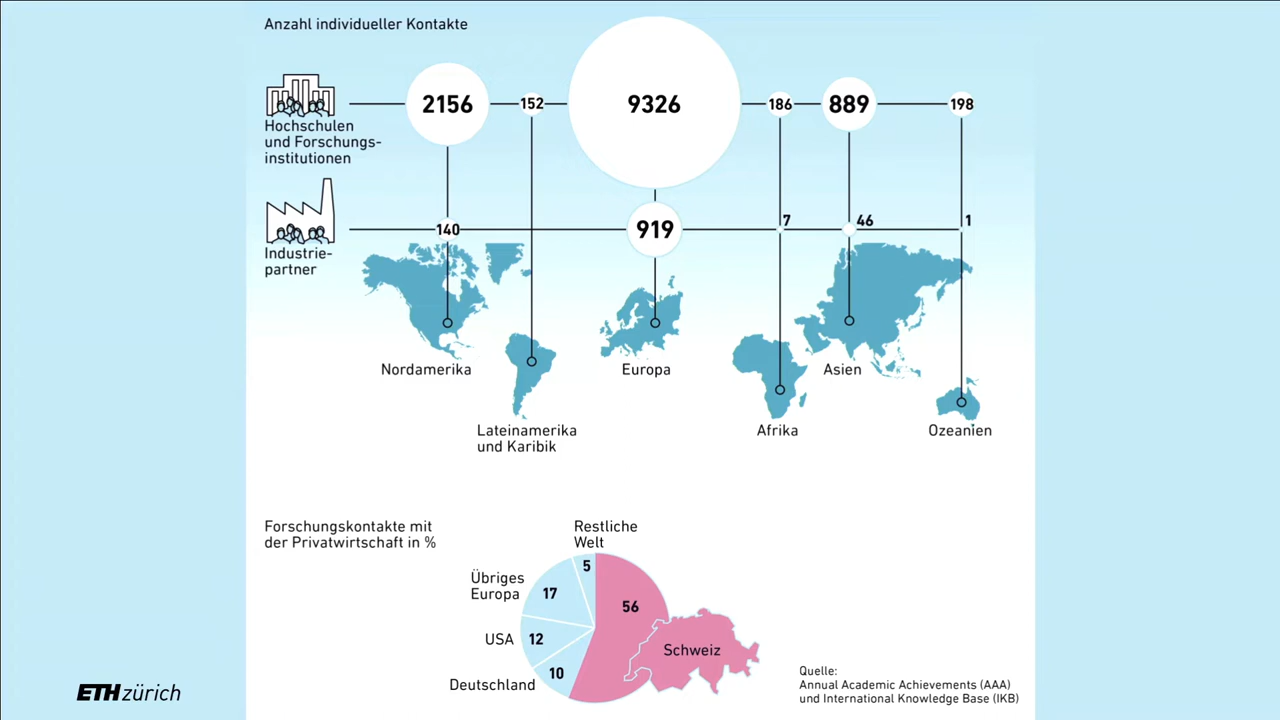 Anzahl individueller Kontakte
2156
152
9326
186
889
198
Hochschulen
und Forschungs-
institutionen
140
919
7
46
1
Industrie-
partner
Nordamerika
Europa
Asien
Lateinamerika
und Karibik
Afrika
Ozeanien
Forschungskontakte mit
der Privatwirtschaft in %
Restliche
Welt
5
Übriges
Europa
17
56
USA
12
Schweiz
10
Deutschland
Quelle:
Annual Academic Achievements (AAA)
und International Knowledge Base (IKB)
ETH zürich